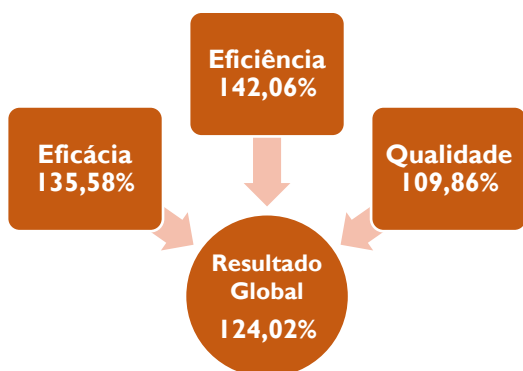 Eficiência
142,06%
Eficácia
135,58%
Qualidade
109,86%
Resultado
Global
124,02%